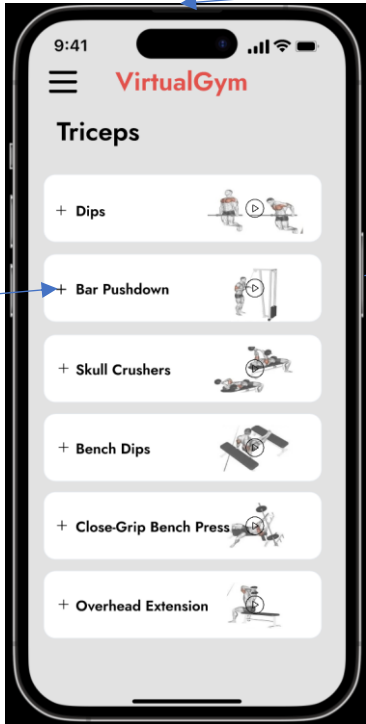 9:41
VirtualGym
Triceps
+ Dips
+ Bar Pushdown
+ Skull Crushers
+ Bench Dips
+ Close-Grip Bench Press
+ Overhead Extension